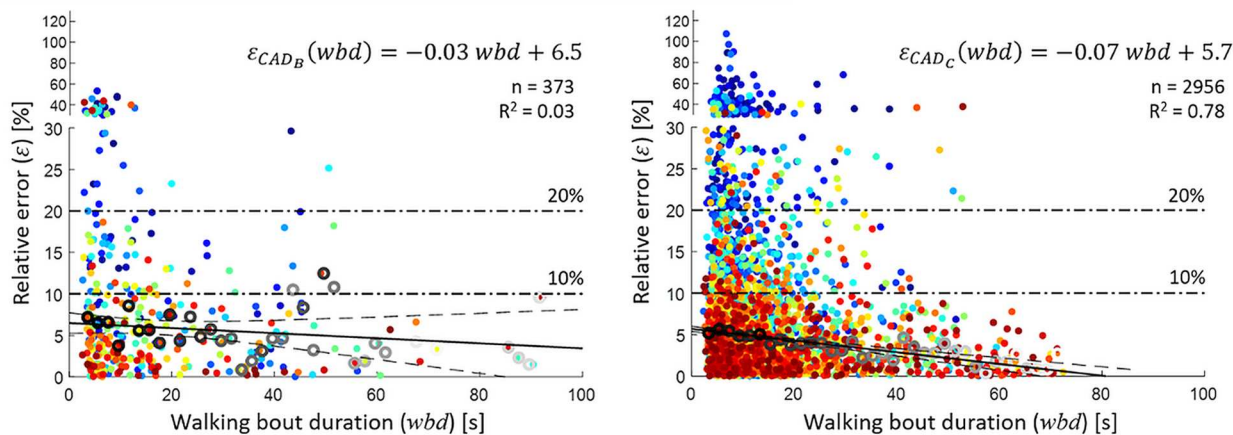 120
100
80
60
40
30
25
20
15
10
5
0
Relative error (ε) [%]
ε_CAD_B(wbd) = −0.03 wbd + 6.5
n = 373
R² = 0.03
20%
10%
0 20 40 60 80 100
Walking bout duration (wbd) [s]
120
100
80
60
40
30
25
20
15
10
5
0
Relative error (ε) [%]
ε_CAD_C(wbd) = −0.07 wbd + 5.7
n = 2956
R² = 0.78
20%
10%
0 20 40 60 80 100
Walking bout duration (wbd) [s]